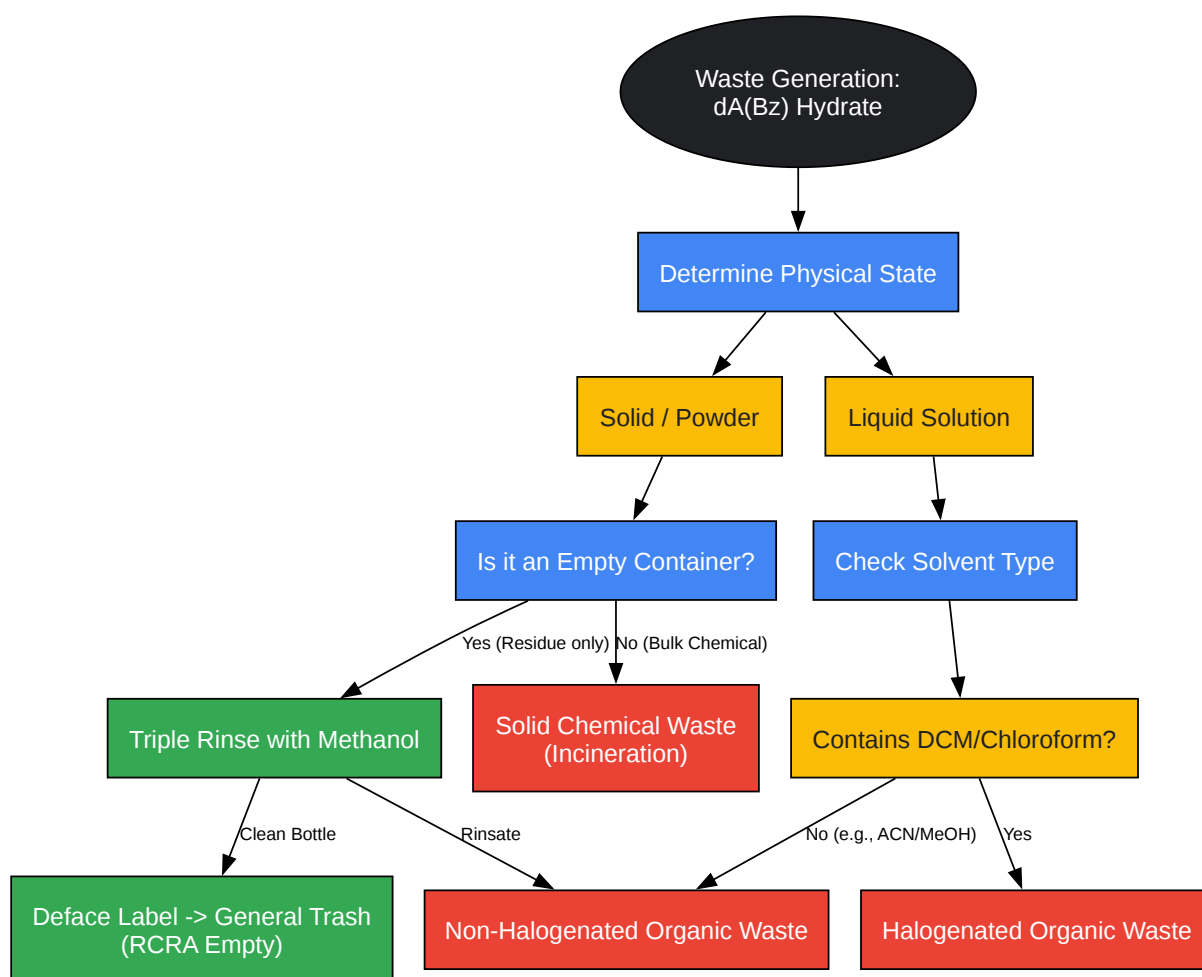 Waste Generation:
dA(Bz) Hydrate
Determine Physical State
Solid / Powder
Liquid Solution
Is it an Empty Container?
Check Solvent Type
Yes (Residue only)
No (Bulk Chemical)
Triple Rinse with Methanol
Solid Chemical Waste
(Incineration)
Contains DCM/Chloroform?
Clean Bottle
Rinsate
No (e.g., ACN/MeOH)
Yes
Deface Label -> General Trash
(RCRA Empty)
Non-Halogenated Organic Waste
Halogenated Organic Waste